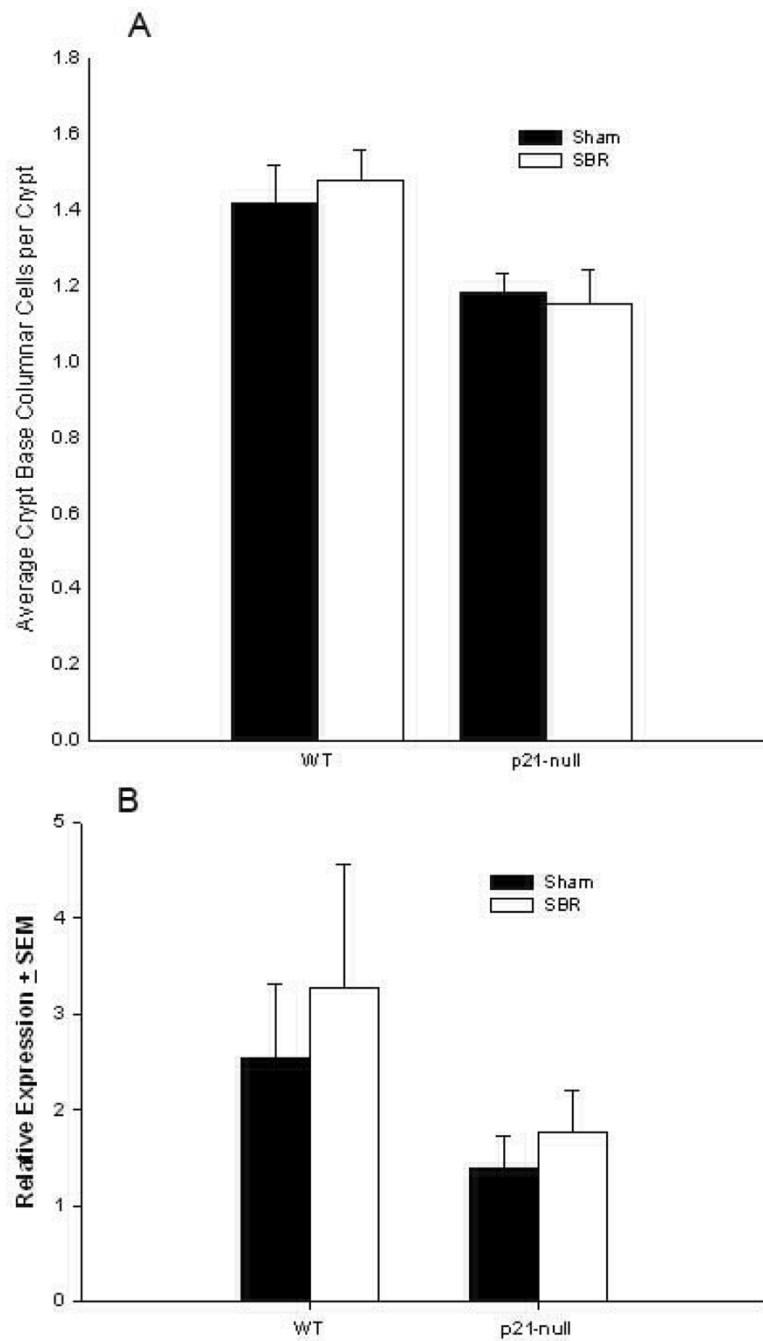 A
1.8
1.6
1.4
1.2
1.0
0.8
0.6
0.4
0.2
0.0
Average Crypt Base Columnar Cells per Crypt
Sham
SBR
WT
p21-null
B
5
4
3
2
1
0
Relative Expression ± SEM
Sham
SBR
WT
p21-null